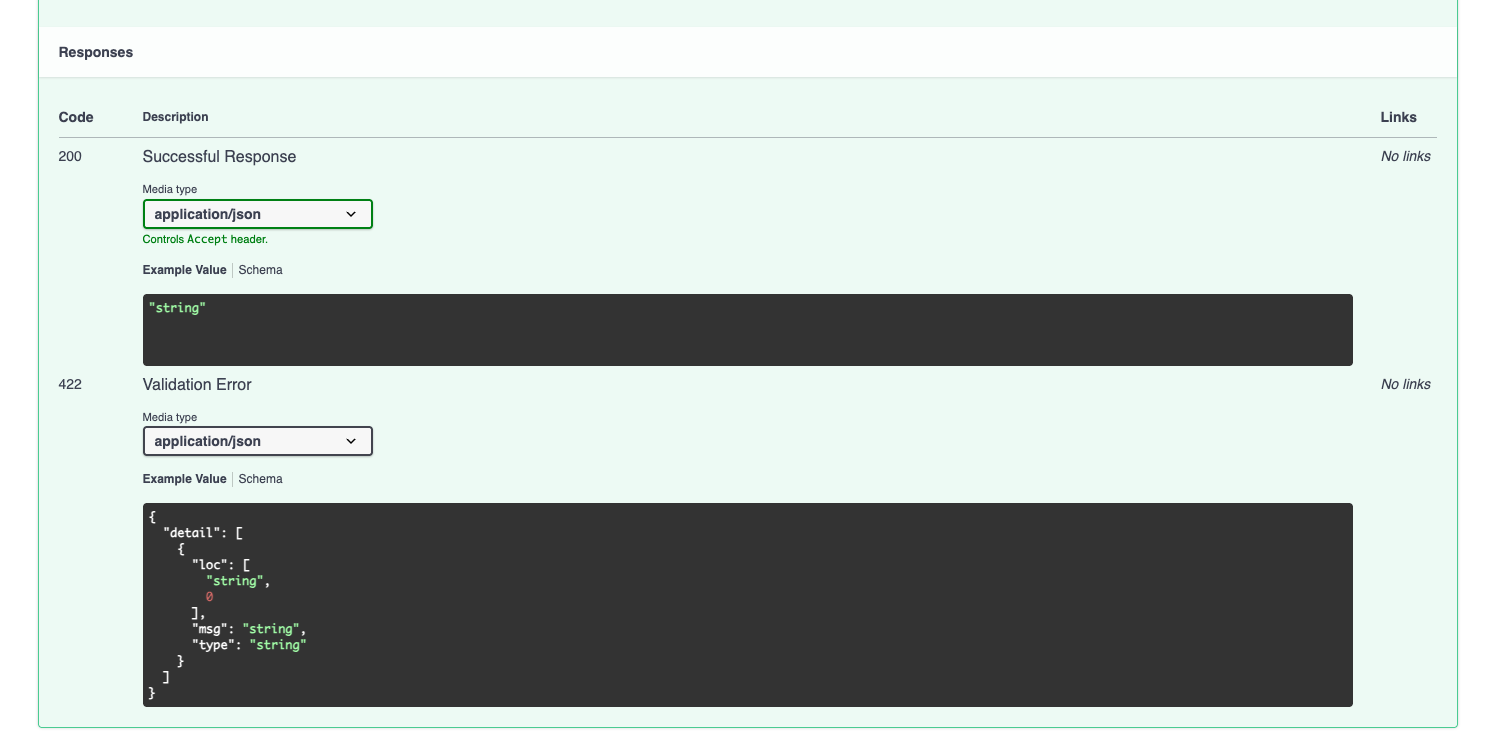 Responses
Code Description Links
200 Successful Response No links
Media type
application/json
Controls Accept header.
Example Value Schema
"string"
422 Validation Error No links
Media type
application/json
Example Value Schema
{
  "detail": [
    {
      "loc": [
        "string",
        0
      ],
      "msg": "string",
      "type": "string"
    }
  ]
}